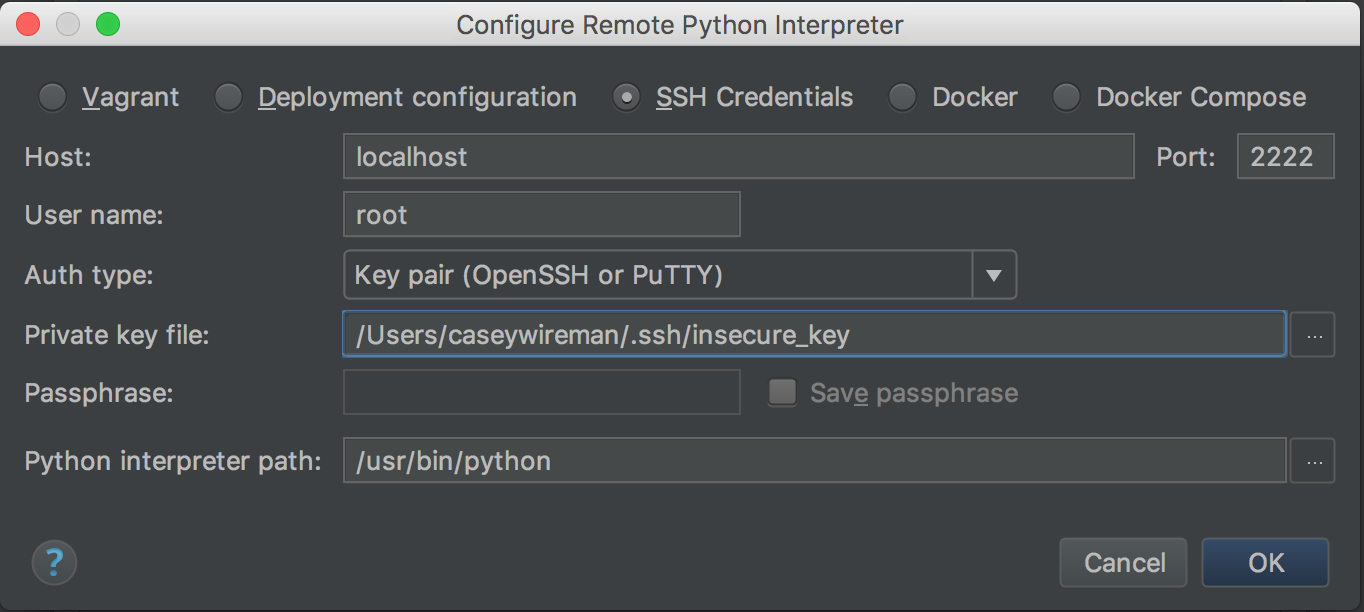 Configure Remote Python Interpreter
Vagrant Deployment configuration SSH Credentials Docker Docker Compose
Host: localhost Port: 2222
User name: root
Auth type: Key pair (OpenSSH or PuTTY)
Private key file: /Users/caseywireman/.ssh/insecure_key ...
Passphrase: Save passphrase
Python interpreter path: /usr/bin/python ...
? Cancel OK